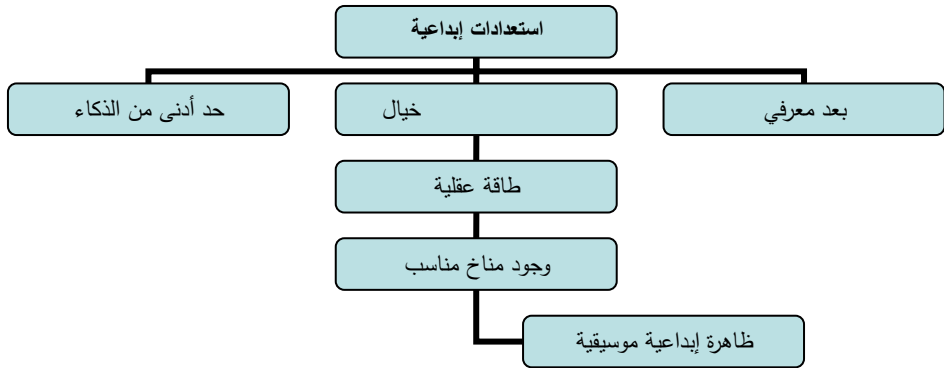 استعدادات إبداعية
بعد معرفي
خيال
حد أدنى من الذكاء
طاقة عقلية
وجود مناخ مناسب
ظاهرة إبداعية موسيقية